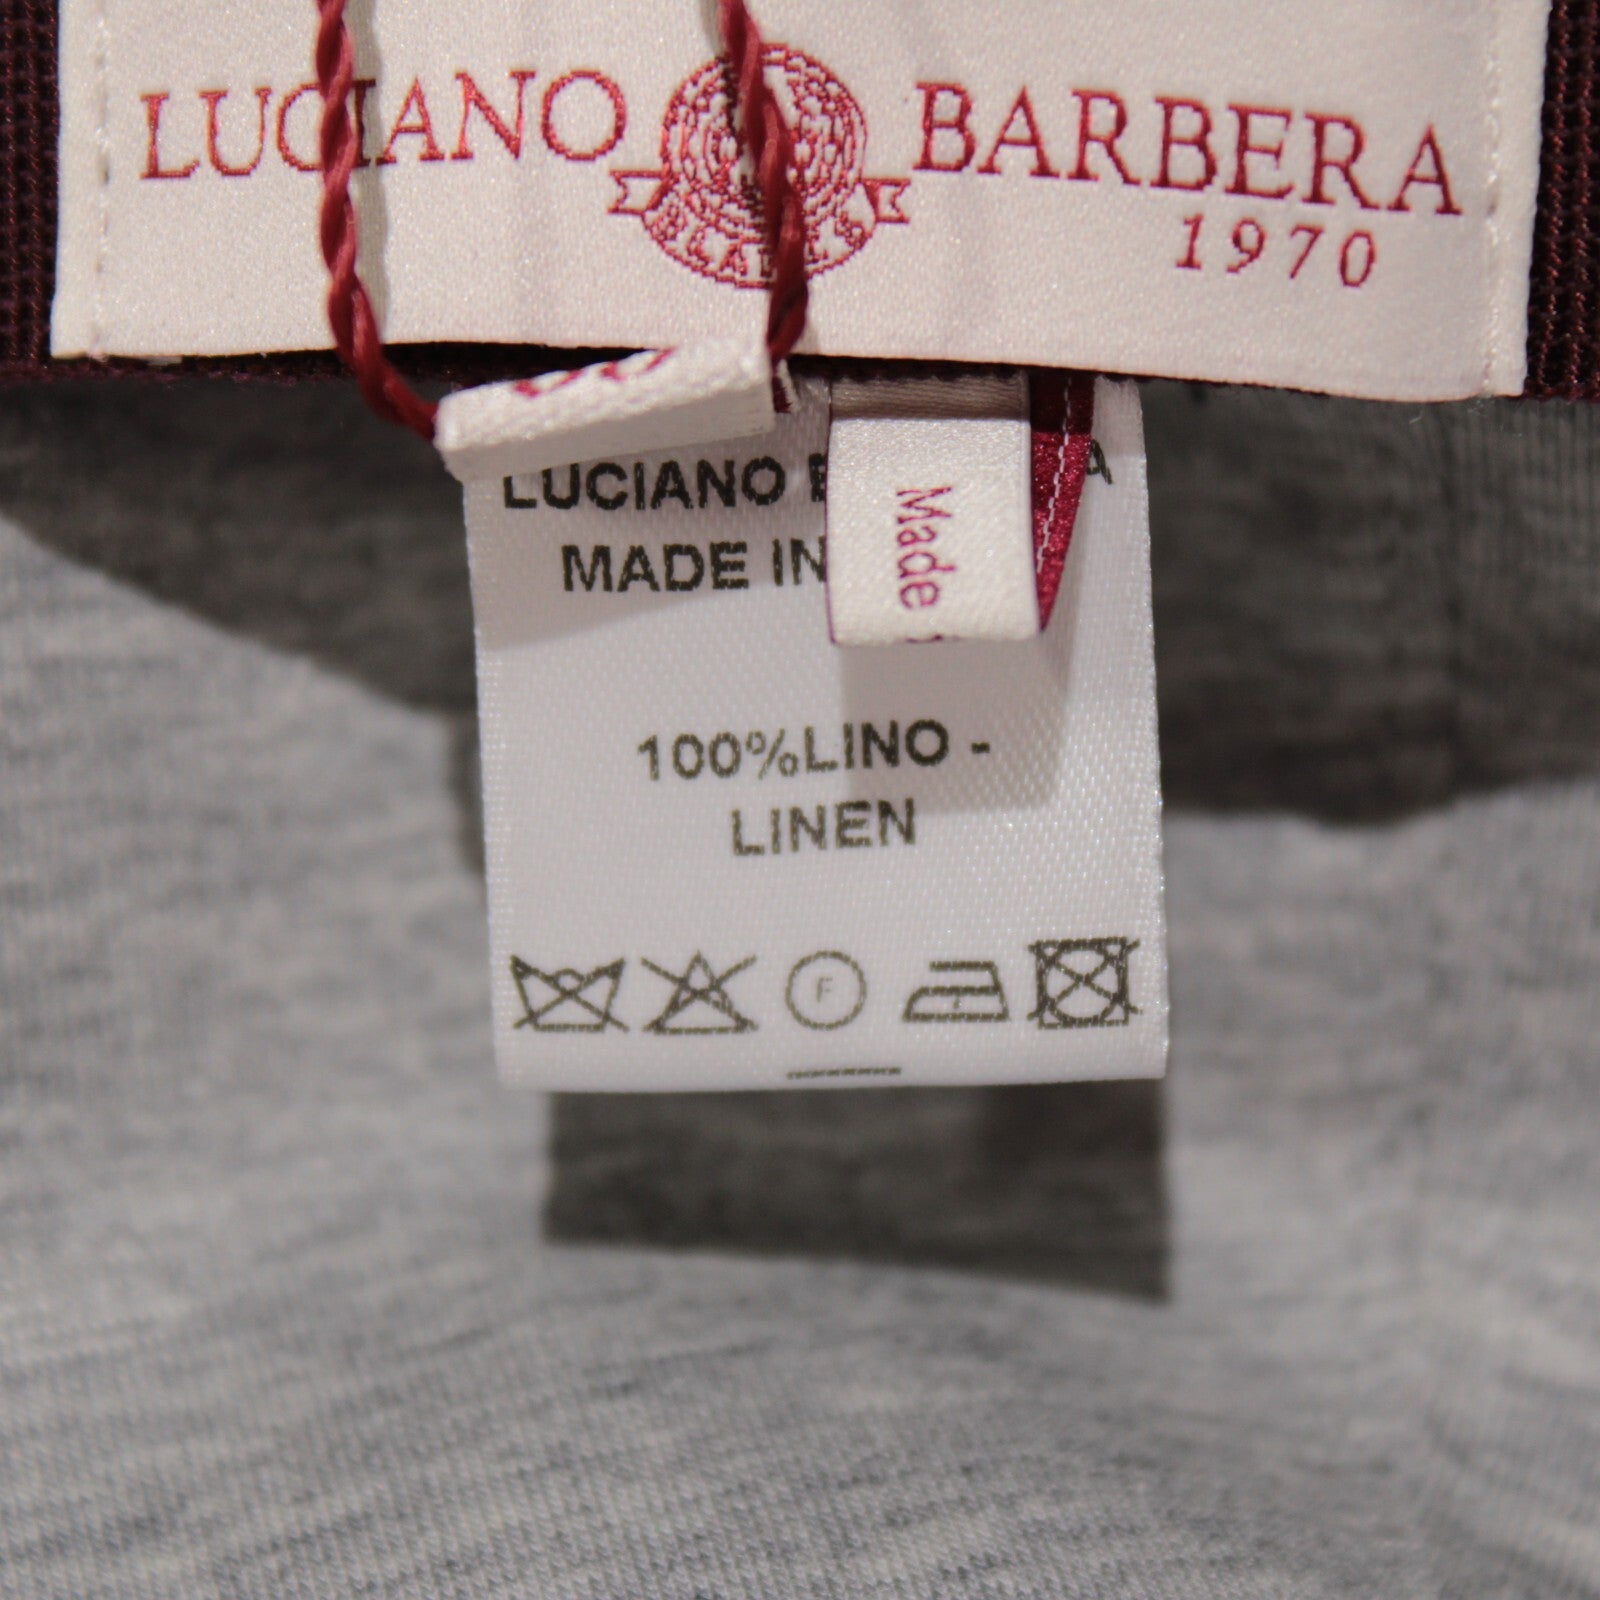 LUCIANO BARBERA
1970
LUCIANO
MADE IN
Made
100%LINO -
LINEN
F